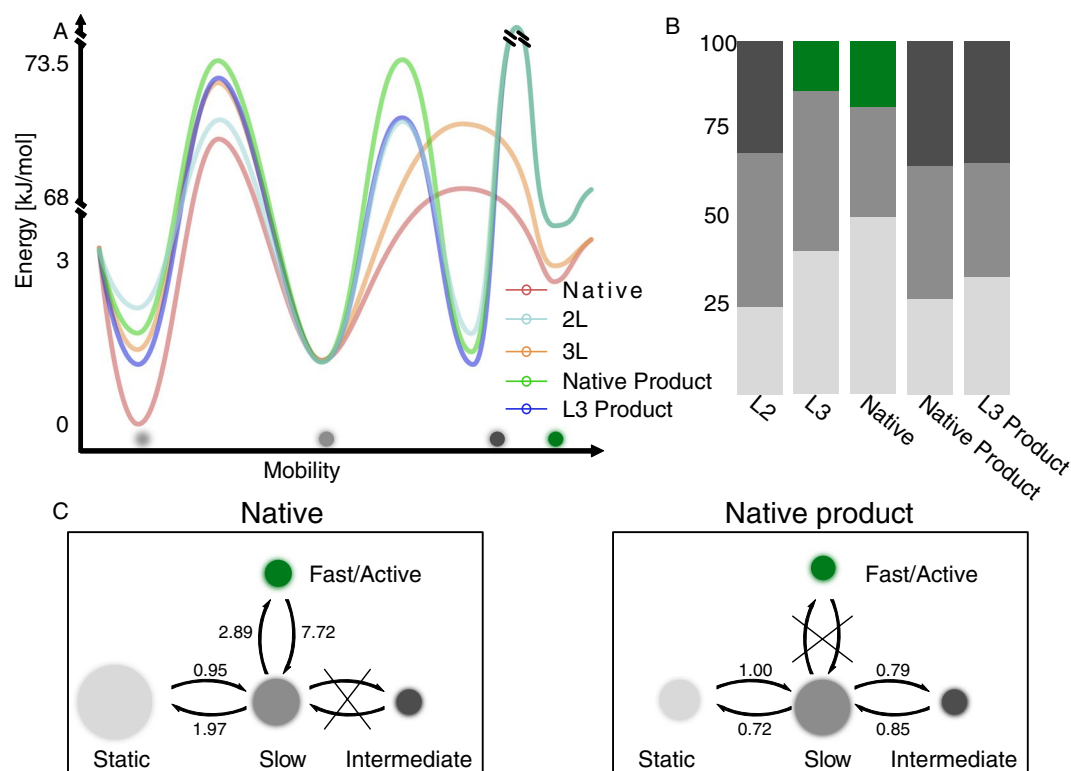 A
73.5
68
3
0
Energy [kJ/mol]
Mobility
Native
2L
3L
Native Product
L3 Product
B
100
75
50
25
L2
L3
Native
Native Product
L3 Product
C
Native
Fast/Active
2.89
7.72
0.95
1.97
Static
Slow
Intermediate
Native product
Fast/Active
1.00
0.79
0.72
0.85
Static
Slow
Intermediate